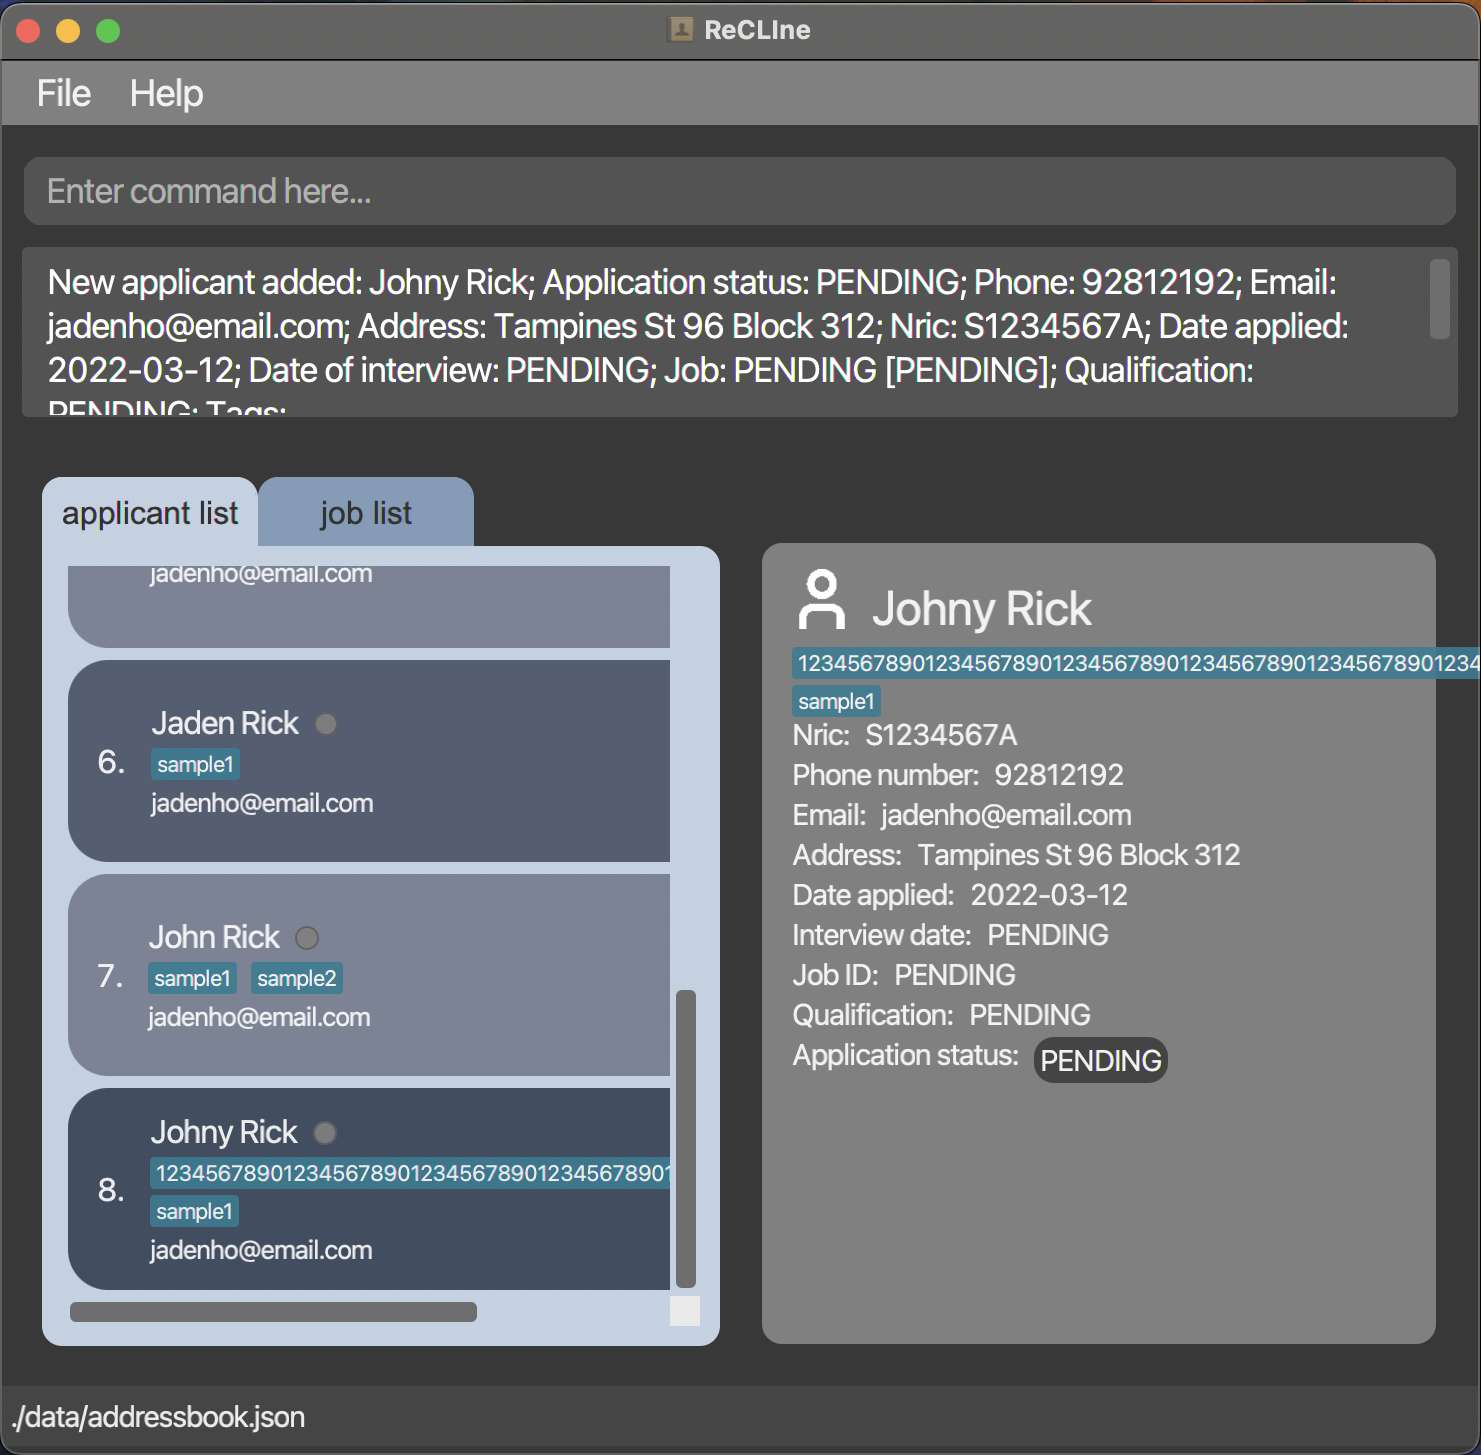 ReCLIne
File Help
Enter command here...
New applicant added: Johny Rick; Application status: PENDING; Phone: 92812192; Email:
jadenho@email.com; Address: Tampines St 96 Block 312; Nric: S1234567A; Date applied:
2022-03-12; Date of interview: PENDING; Job: PENDING [PENDING]; Qualification:
PENDING; Tags:
applicant list job list
jadenho@email.com
6.
Jaden Rick
sample1
jadenho@email.com
7.
John Rick
sample1 sample2
jadenho@email.com
8.
Johny Rick
12345678901234567890123456789012345678901
sample1
jadenho@email.com
Johny Rick
123456789012345678901234567890123456789012345678901234
sample1
Nric: S1234567A
Phone number: 92812192
Email: jadenho@email.com
Address: Tampines St 96 Block 312
Date applied: 2022-03-12
Interview date: PENDING
Job ID: PENDING
Qualification: PENDING
Application status: PENDING
./data/addressbook.json